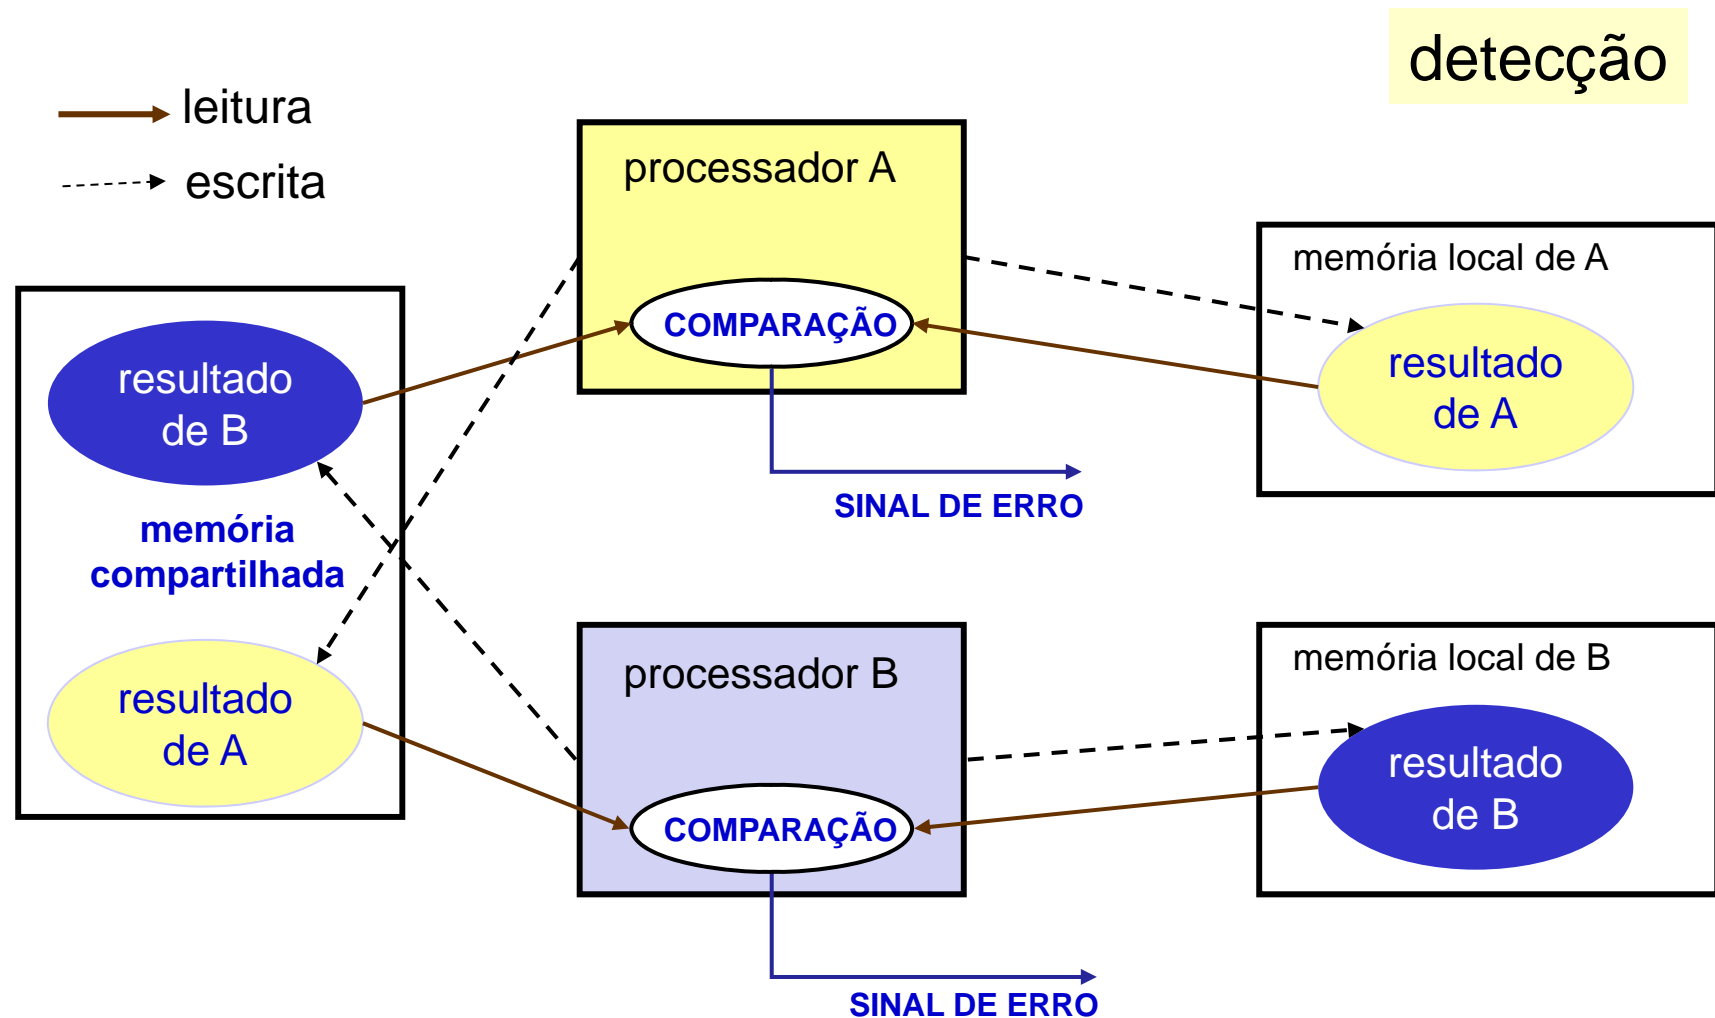 detecção
leitura
escrita
processador A
COMPARAÇÃO
SINAL DE ERRO
memória local de A
resultado
de A
resultado
de B
memória
compartilhada
resultado
de A
processador B
COMPARAÇÃO
SINAL DE ERRO
memória local de B
resultado
de B